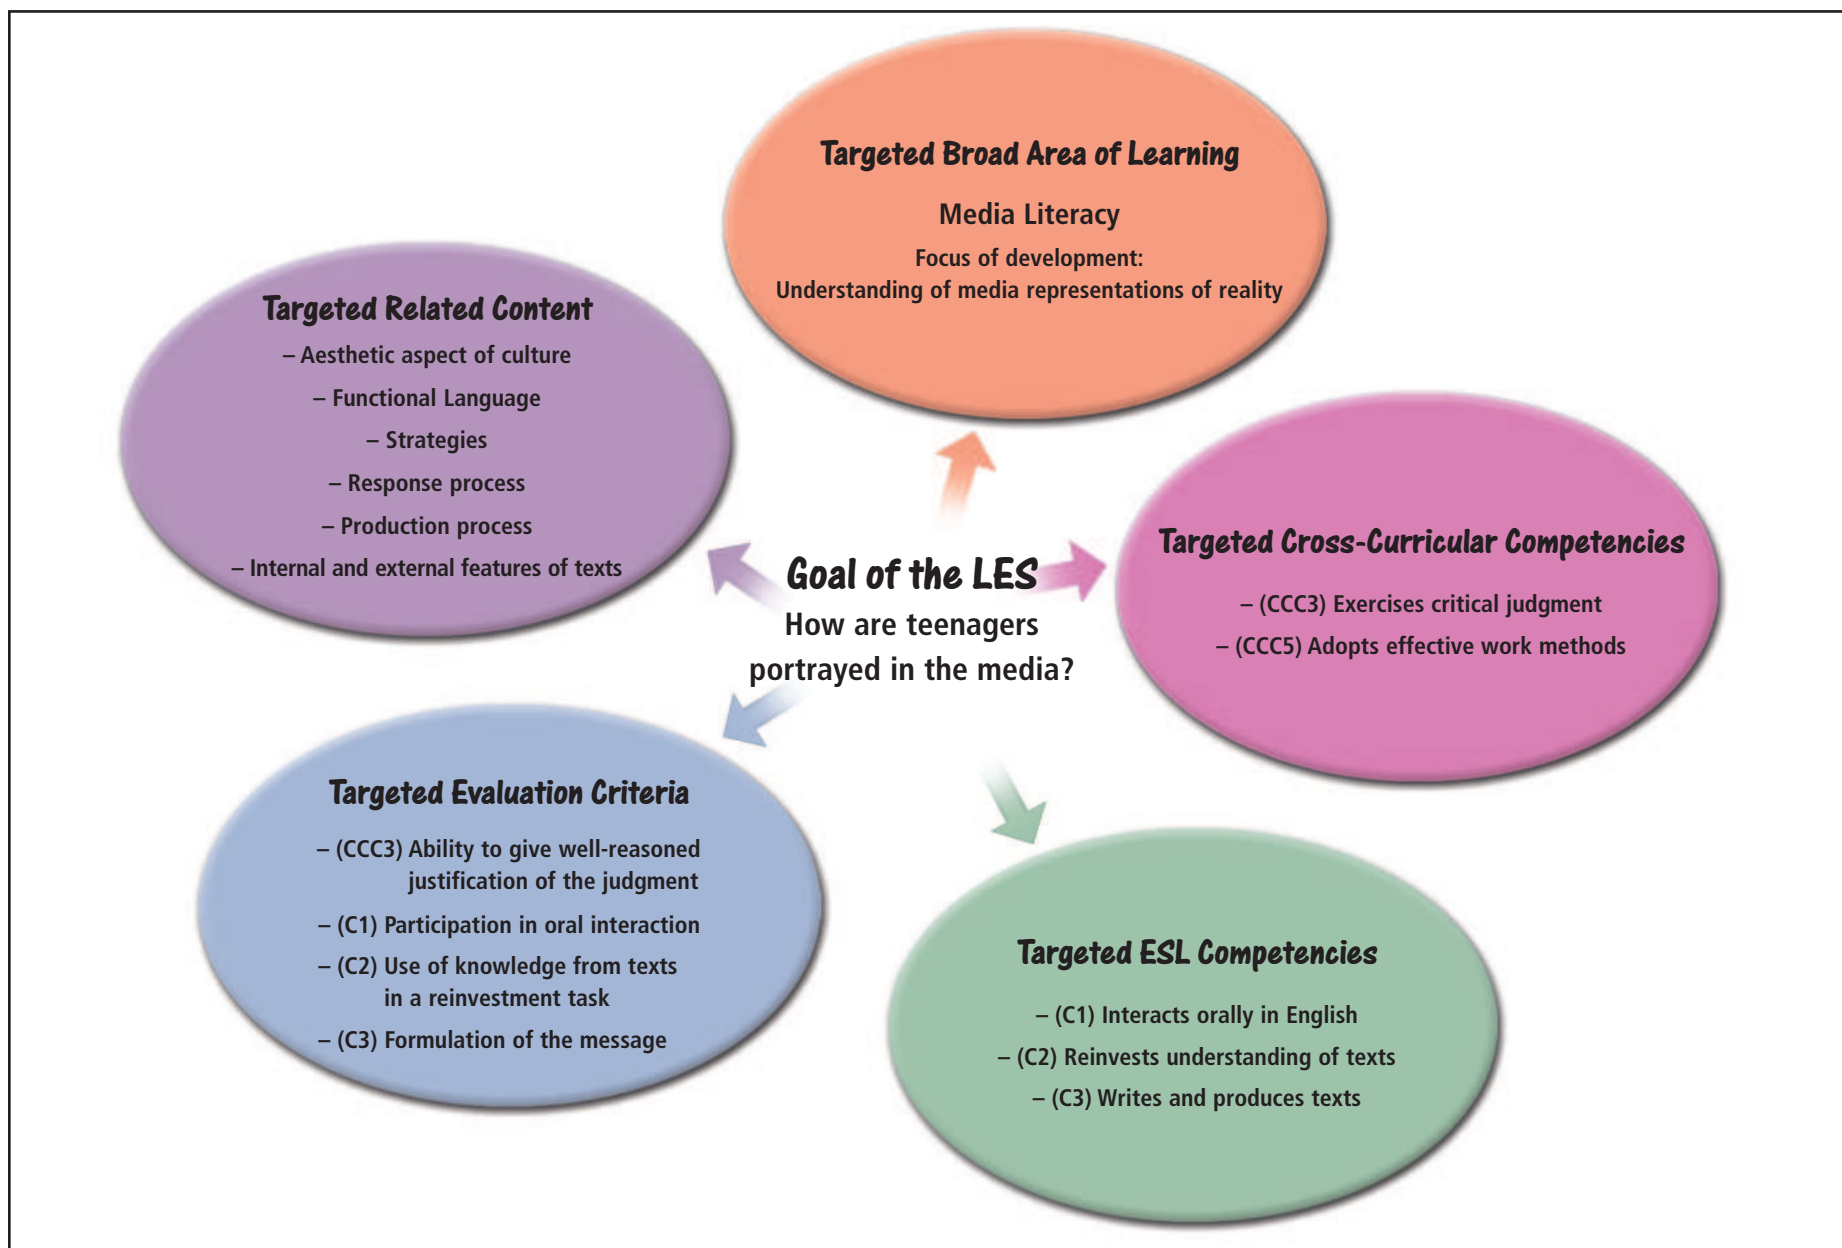 Targeted Broad Area of Learning
Media Literacy
Focus of development:
Understanding of media representations of reality
Targeted Related Content
– Aesthetic aspect of culture
– Functional Language
– Strategies
– Response process
– Production process
– Internal and external features of texts
Goal of the LES
How are teenagers
portrayed in the media?
Targeted Cross-Curricular Competencies
– (CCC3) Exercises critical judgment
– (CCC5) Adopts effective work methods
Targeted Evaluation Criteria
– (CCC3) Ability to give well-reasoned
justification of the judgment
– (C1) Participation in oral interaction
– (C2) Use of knowledge from texts
in a reinvestment task
– (C3) Formulation of the message
Targeted ESL Competencies
– (C1) Interacts orally in English
– (C2) Reinvests understanding of texts
– (C3) Writes and produces texts